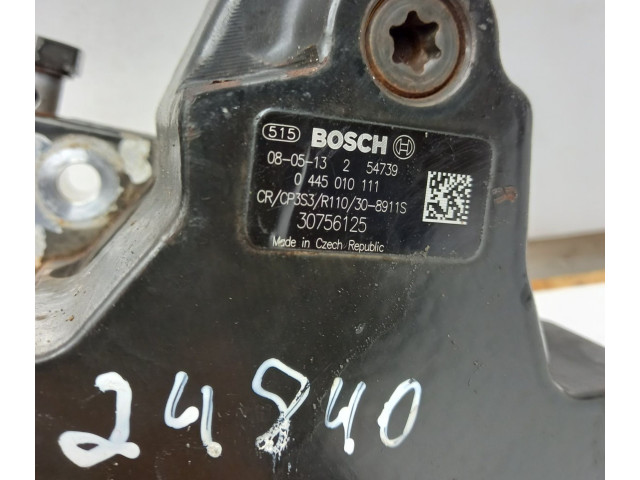 515 BOSCH
08-05-13 2 54739
0 445 010 111
CR/CP3S3/R110/30-8911S
30756125
Made in Czech Republic
24840